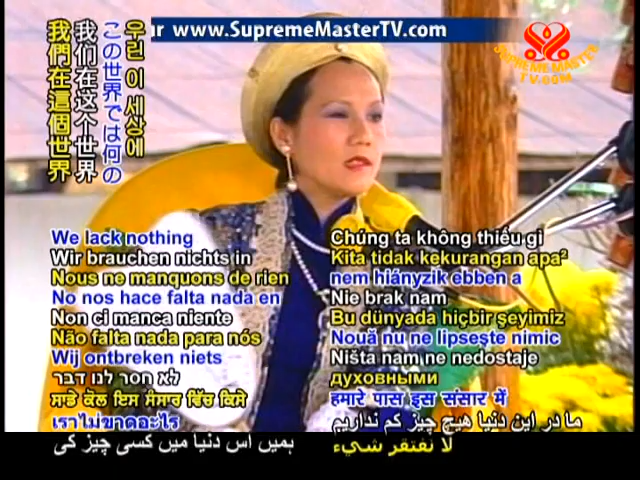 ur www.SupremeMasterTV.com
SUPREME MASTER
TV.COM
우린 이 세상에
この世界では何の
我们在这个世界
我們在這個世界
We lack nothing
Wir brauchen nichts in
Nous ne manquons de rien
No nos hace falta nada en
Non ci manca niente
Não falta nada para nós
Wij ontbreken niets
לא חסר לנו דבר
ਸਾਡੇ ਕੋਲ ਇਸ ਸੰਸਾਰ ਵਿੱਚ ਕਿਸੇ
เราไม่ขาดอะไร
ہمیں اس دنیا میں کسی چیز کی
Chúng ta không thiếu gi
Kita tidak kekurangan apa²
nem hiányzik ebben a
Nie brak nam
Bu dünyada hiçbir şeyimiz
Nouă nu ne lipseşte nimic
Ništa nam ne nedostaje
духовными
हमारे पास इस संसार में
ما در این دنیا هیچ چیز کم نداریم
لا نفتقر شيء